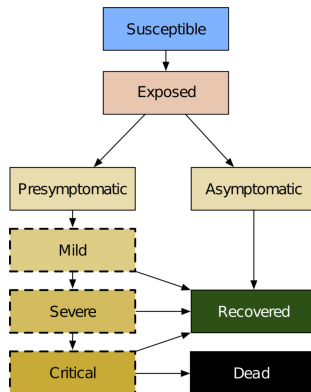 Susceptible
Exposed
Presymptomatic
Asymptomatic
Mild
Severe
Recovered
Critical
Dead